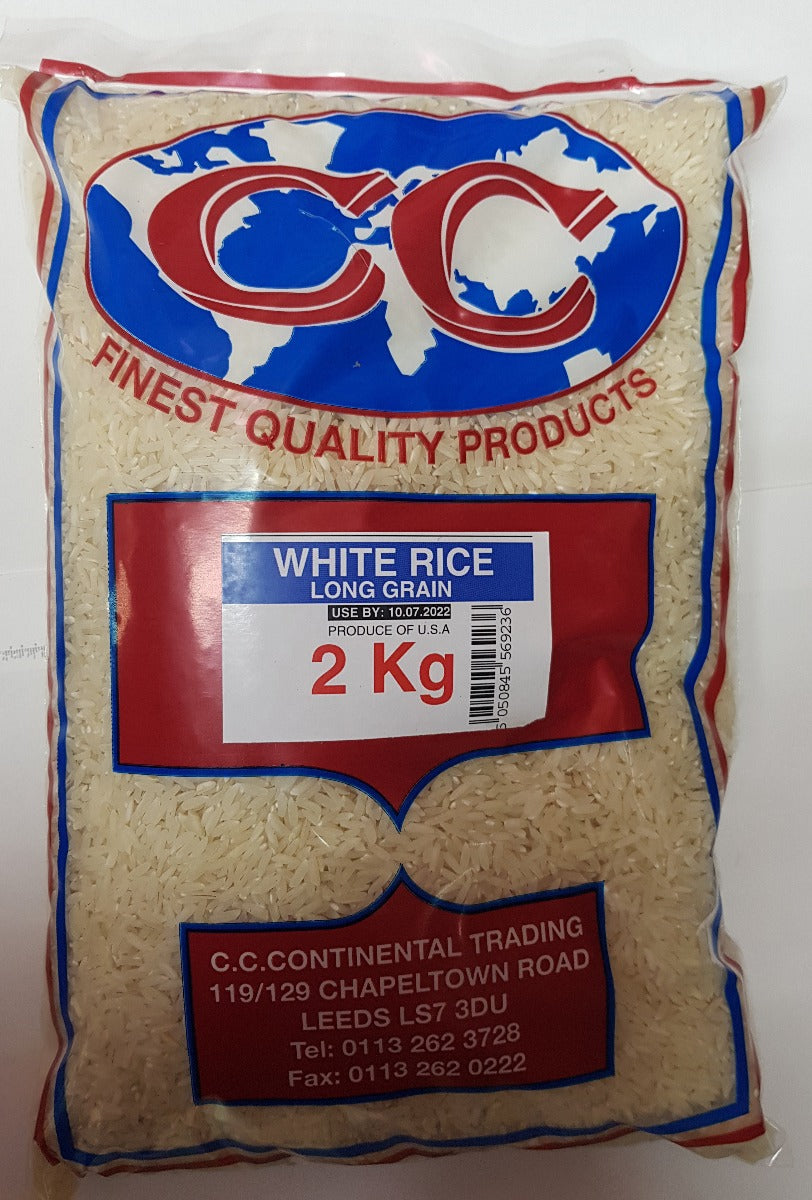 CC
FINEST QUALITY PRODUCTS
WHITE RICE
LONG GRAIN
USE BY: 10.07.2022
PRODUCE OF U.S.A
2 Kg
5 050845 569236
C.C.CONTINENTAL TRADING
119/129 CHAPELTOWN ROAD
LEEDS LS7 3DU
Tel: 0113 262 3728
Fax: 0113 262 0222